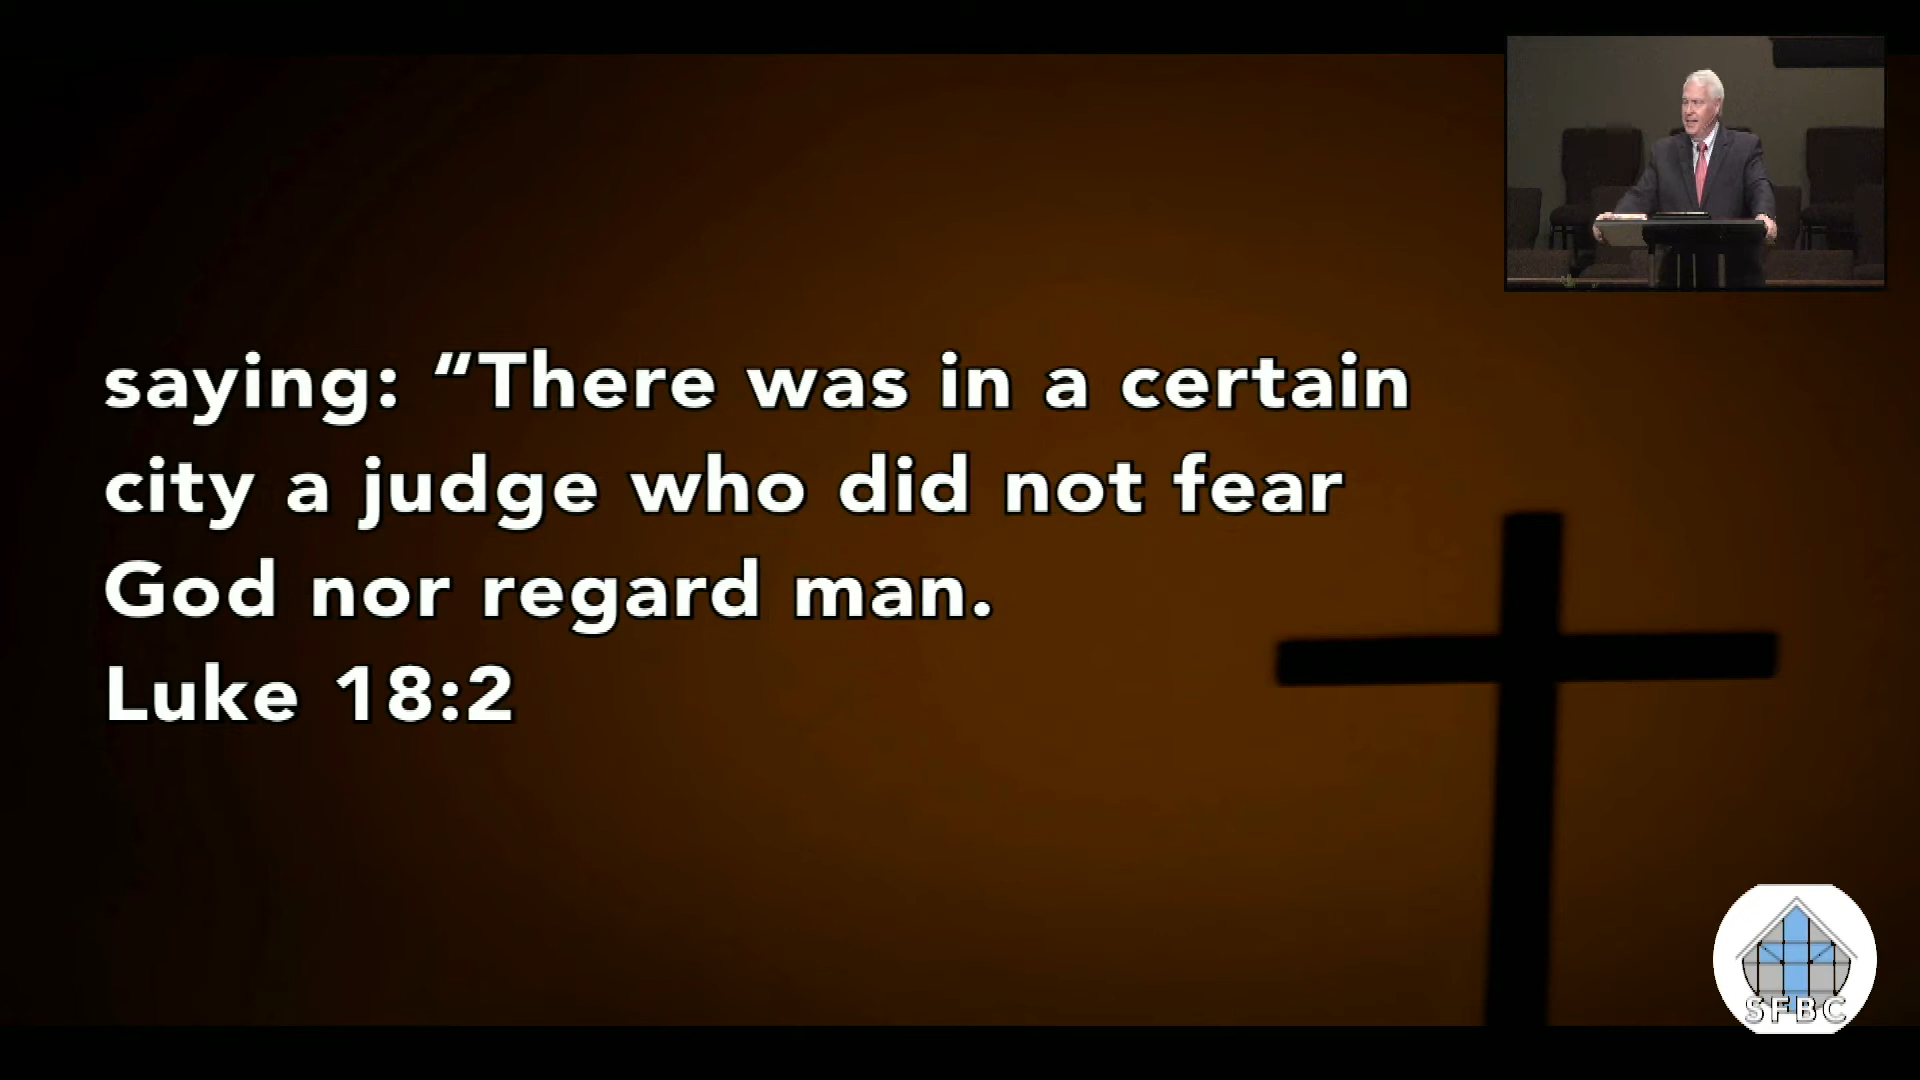 saying: “There was in a certain
city a judge who did not fear
God nor regard man.
Luke 18:2
SFBC